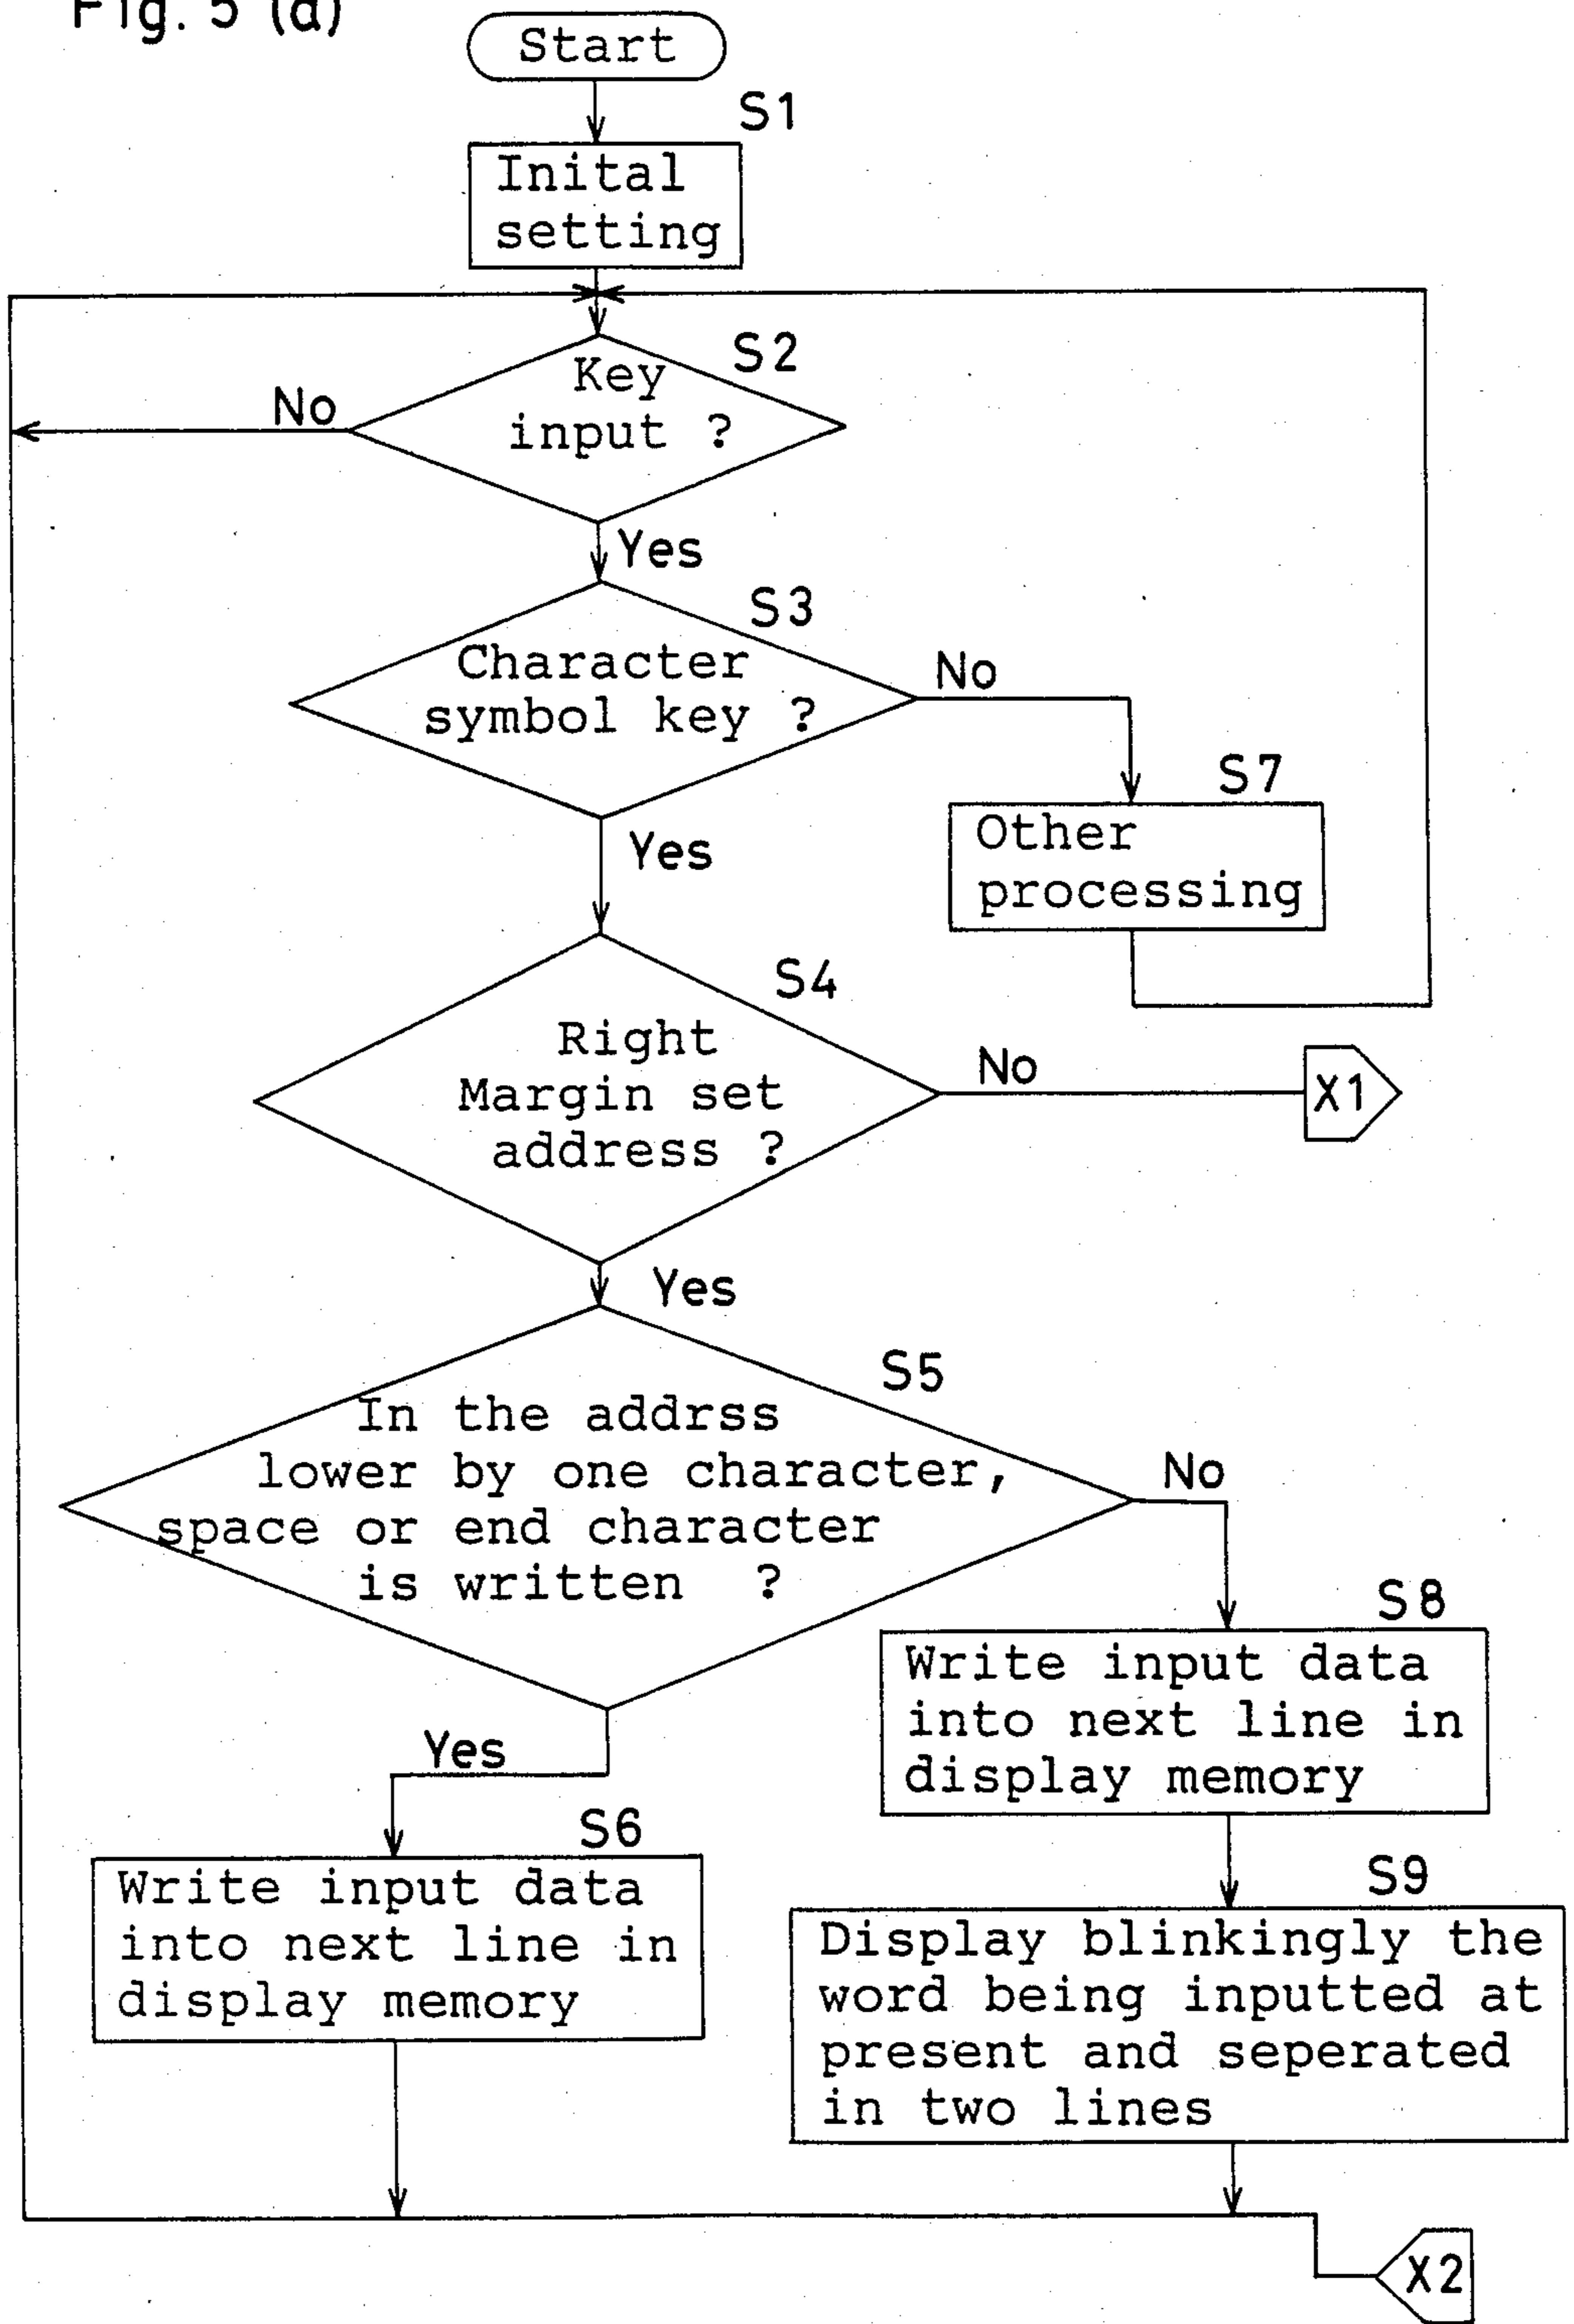 Fig. 5 (a)
Start
S1
Inital
setting
S2
Key
input ?
No
Yes
S3
Character
symbol key ?
No
S7
Other
processing
Yes
S4
Right
Margin set
address ?
No
X1
Yes
S5
In the addrss
lower by one character,
space or end character
is written ?
No
S8
Write input data
into next line in
display memory
Yes
S6
Write input data
into next line in
display memory
S9
Display blinkingly the
word being inputted at
present and seperated
in two lines
X2